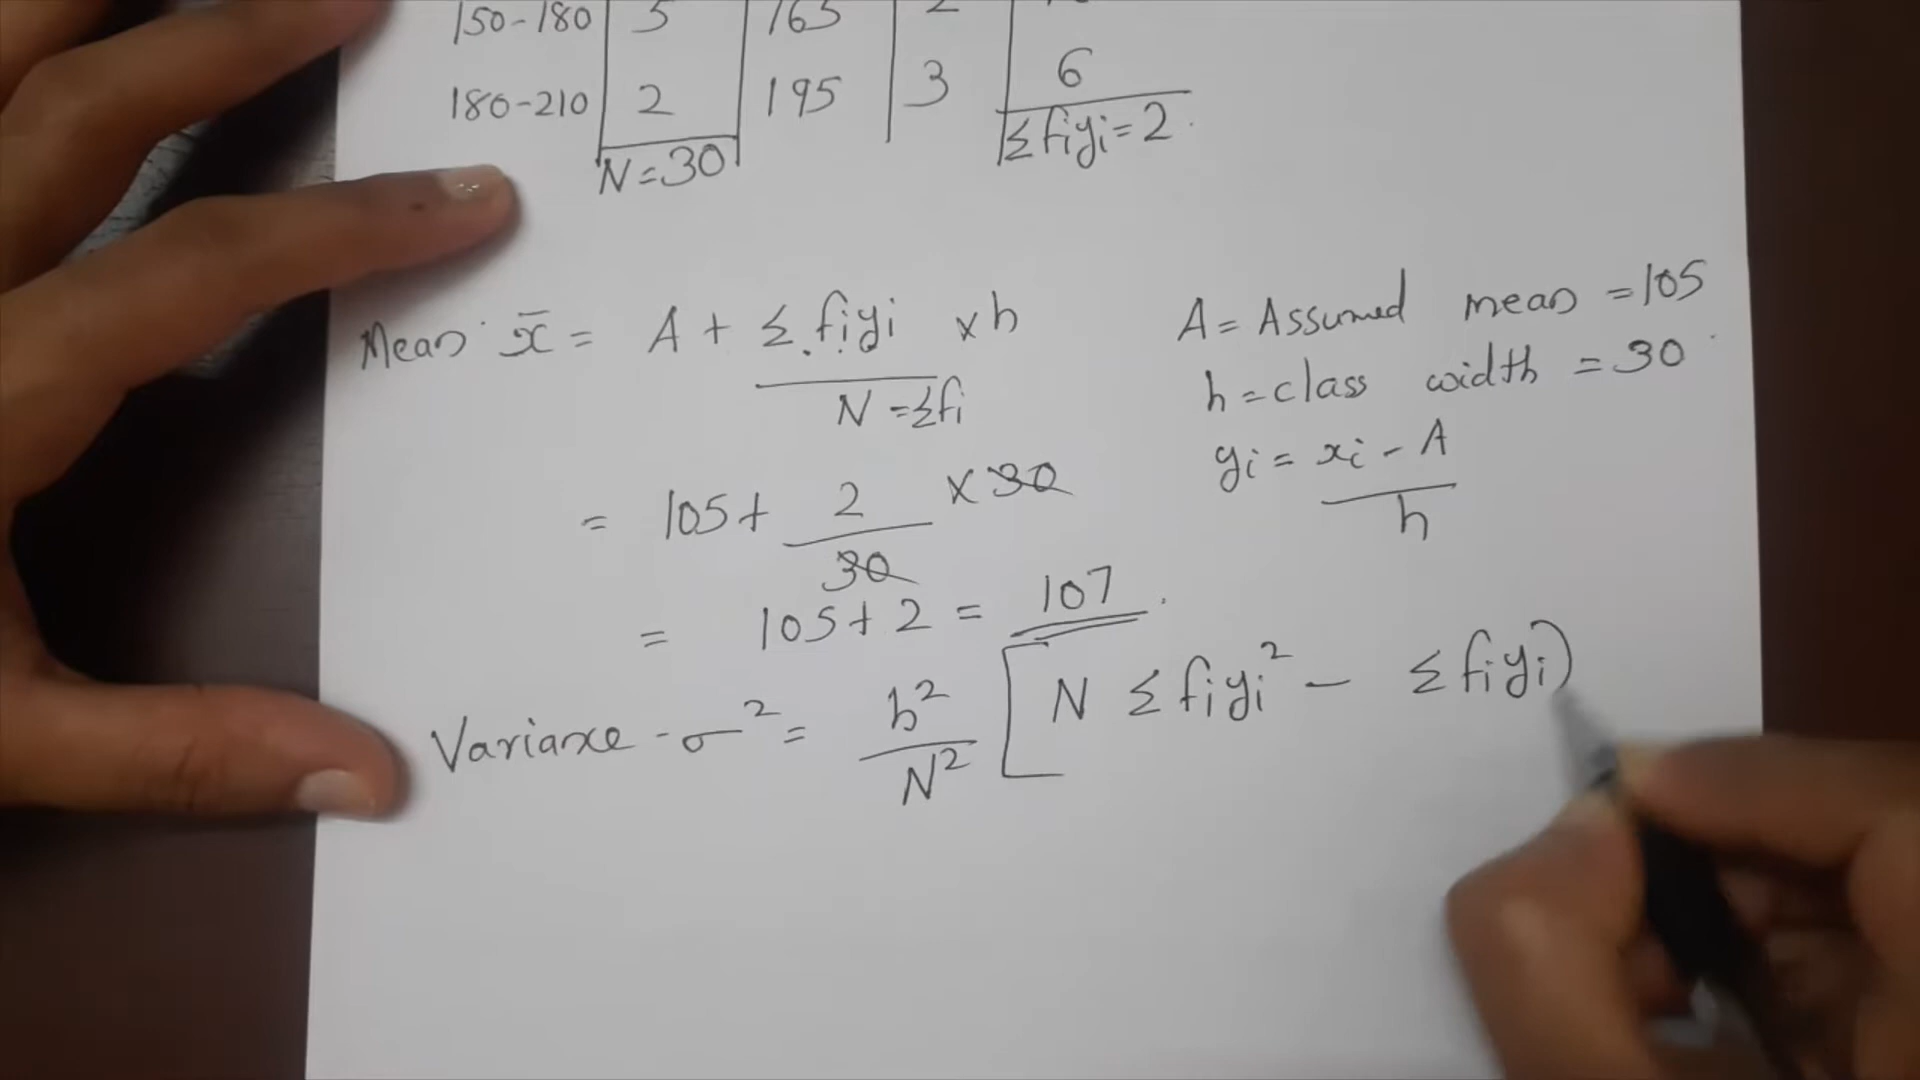 150-180 5 165 2
180-210 2 195 3 6
N=30 Σfiyi=2
Mean x̄ = A + Σfiyi / N=Σfi × h
A = Assumed mean = 105
h = class width = 30
yi = xi - A / h
= 105 + 2 / 30 × 30
= 105 + 2 = 107
Variance - σ² = h² / N² [ N Σfiyi² - Σfiyi)